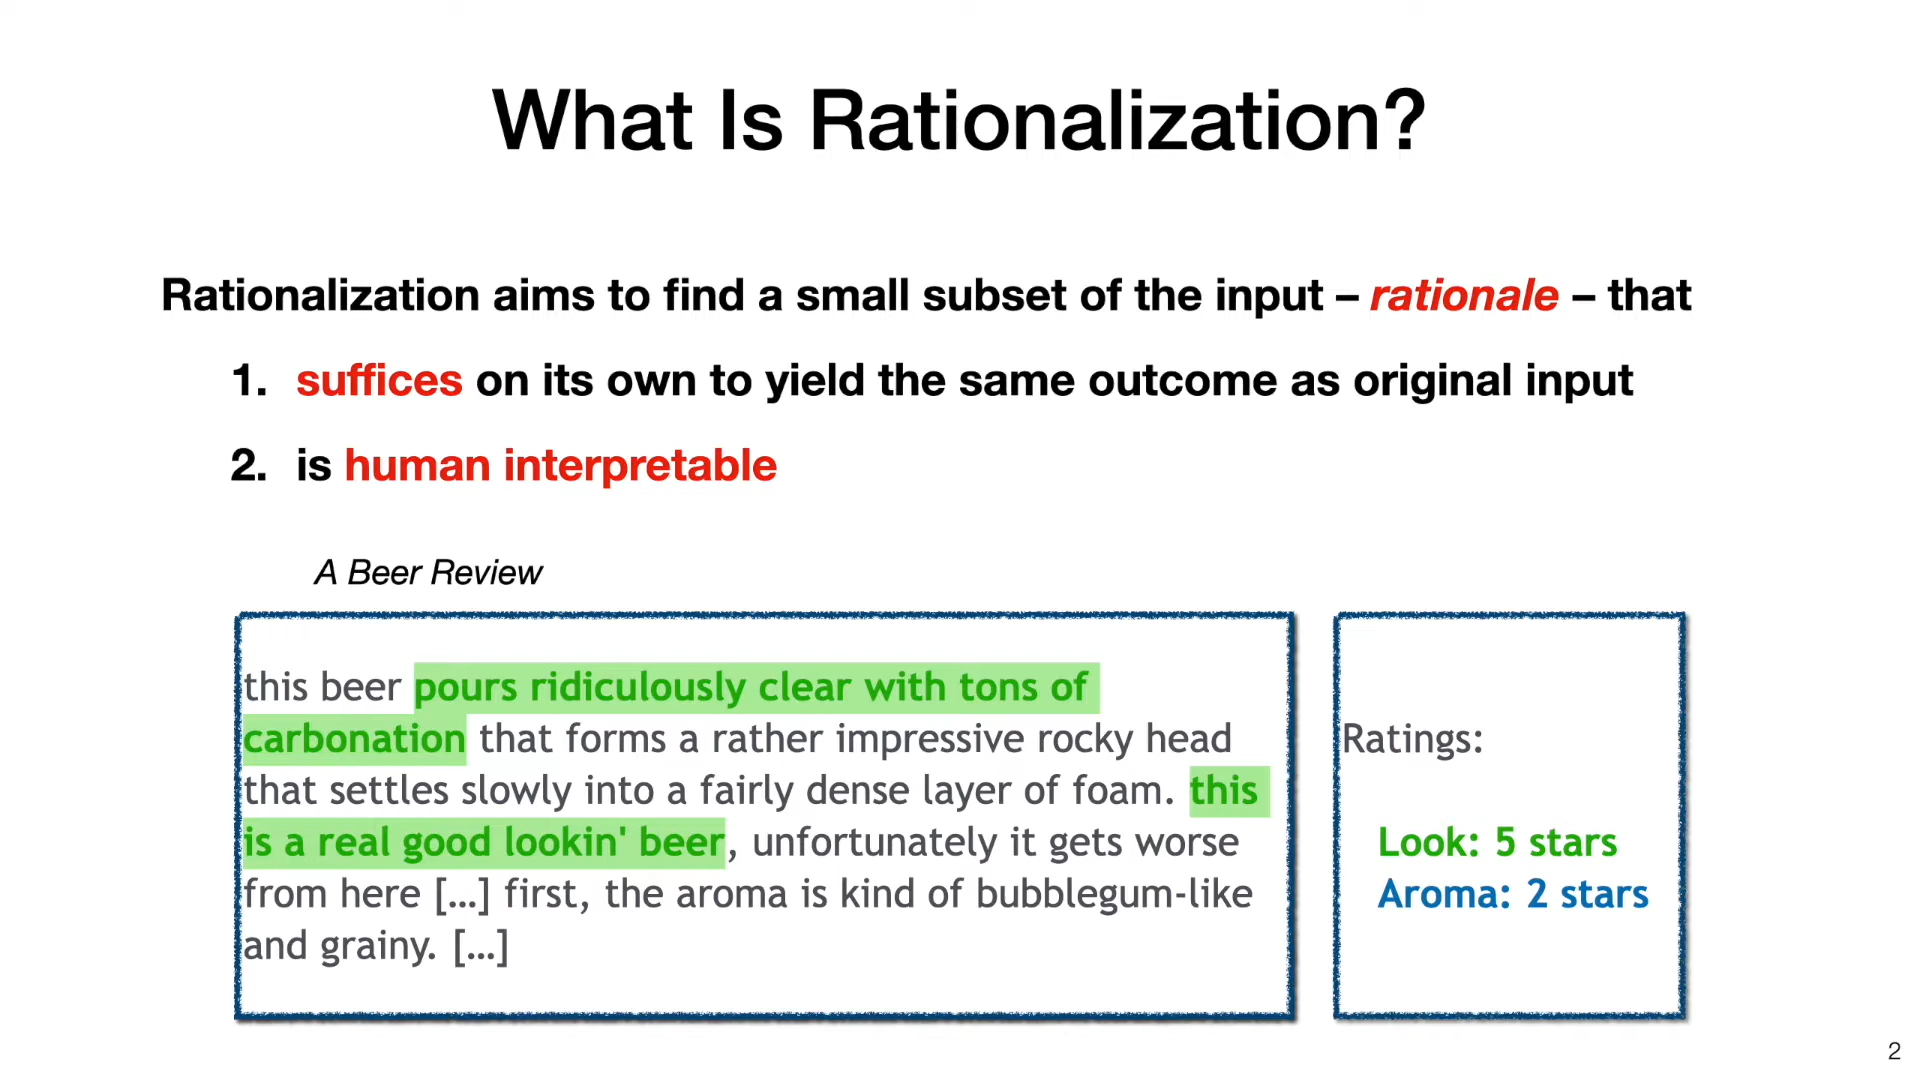 What Is Rationalization?
Rationalization aims to find a small subset of the input – rationale – that
1. suffices on its own to yield the same outcome as original input
2. is human interpretable
A Beer Review
this beer pours ridiculously clear with tons of
carbonation that forms a rather impressive rocky head
that settles slowly into a fairly dense layer of foam. this
is a real good lookin' beer, unfortunately it gets worse
from here […] first, the aroma is kind of bubblegum-like
and grainy. […]
Ratings:
Look: 5 stars
Aroma: 2 stars
2